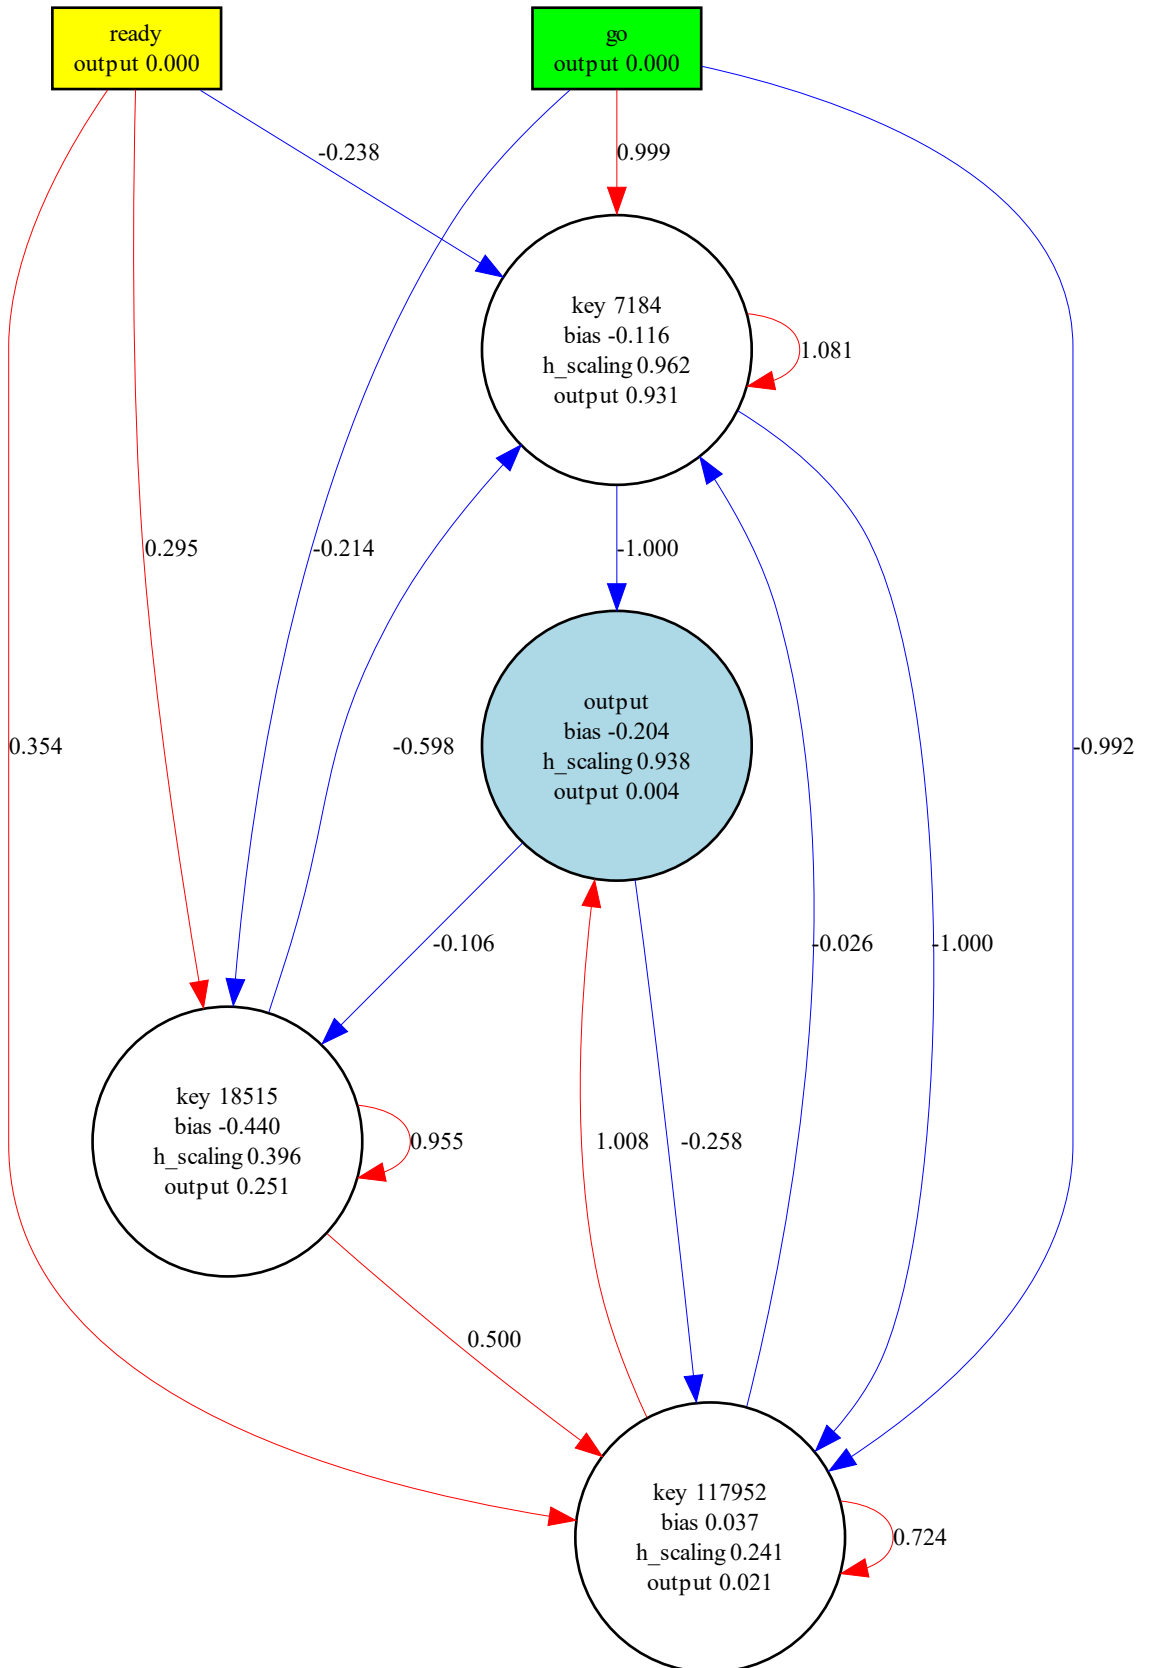 ready
output 0.000
go
output 0.000
-0.238
0.999
key 7184
bias -0.116
h_scaling 0.962
output 0.931
1.081
0.295
-0.214
-1.000
output
bias -0.204
h_scaling 0.938
output 0.004
0.354
-0.598
-0.992
-0.106
-0.026
-1.000
key 18515
bias -0.440
h_scaling 0.396
output 0.251
0.955
1.008
-0.258
0.500
key 117952
bias 0.037
h_scaling 0.241
output 0.021
0.724